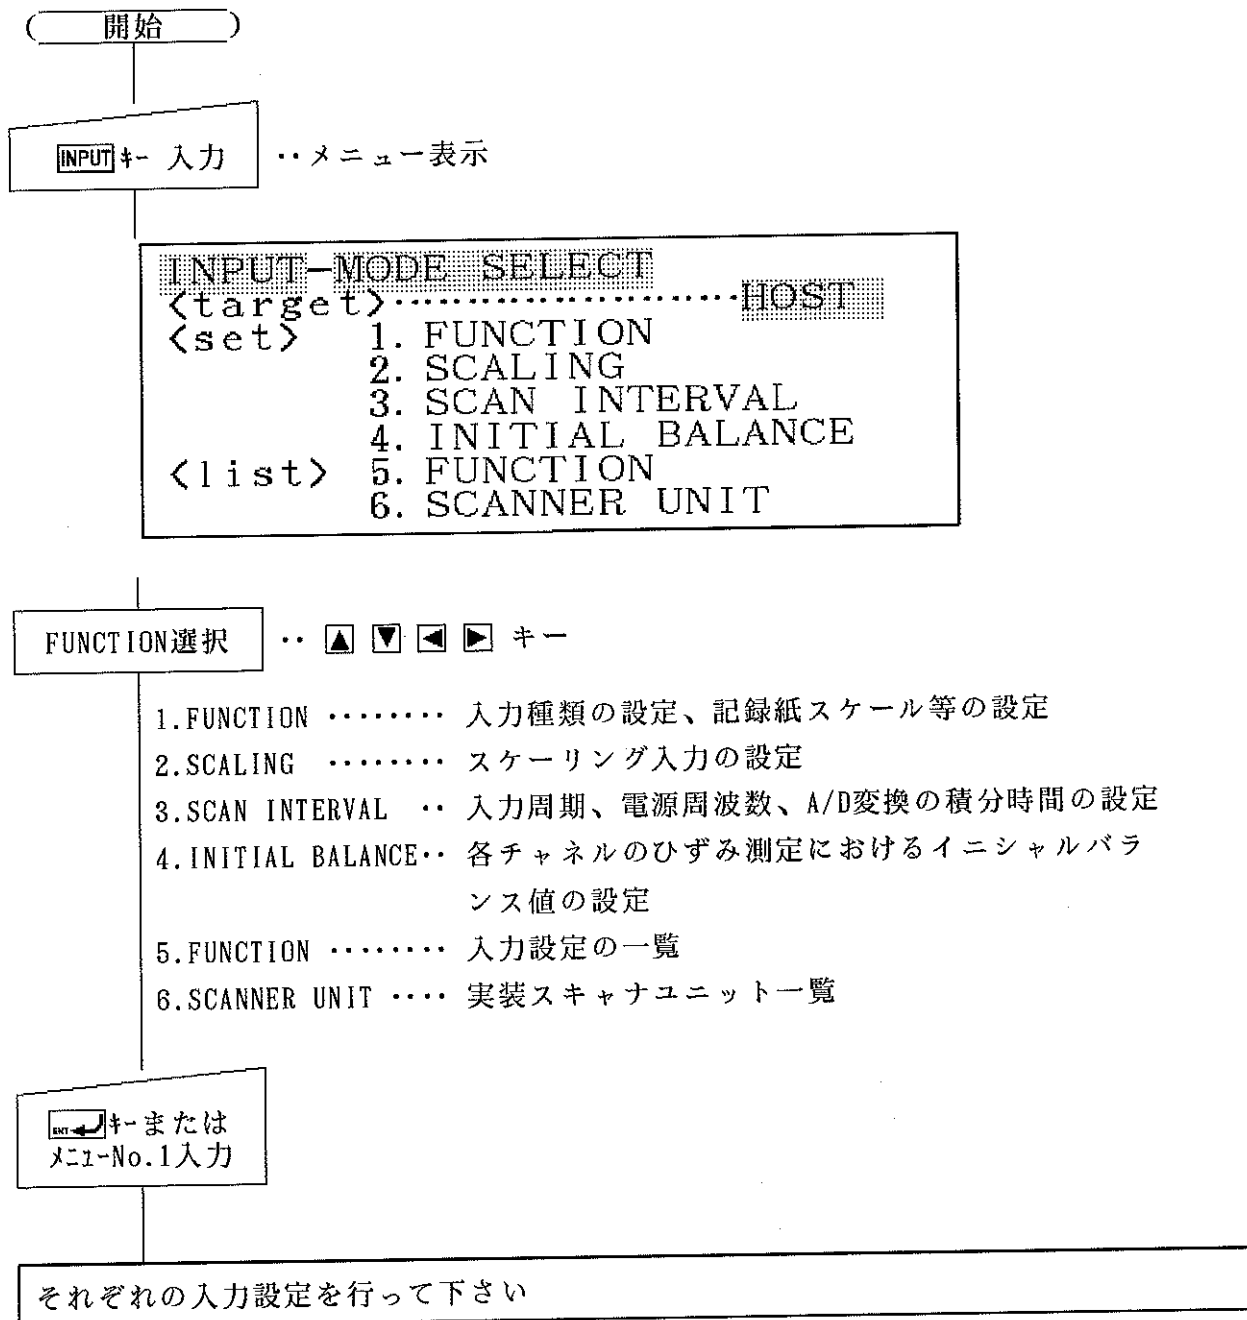 開始
INPUTキー 入力 ‥メニュー表示
INPUT-MODE SELECT
<target>························HOST
<set> 1. FUNCTION
2. SCALING
3. SCAN INTERVAL
4. INITIAL BALANCE
<list> 5. FUNCTION
6. SCANNER UNIT
FUNCTION選択 ‥ ▲ ▼ ◀ ▶ キー
1.FUNCTION ········ 入力種類の設定、記録紙スケール等の設定
2.SCALING ········ スケーリング入力の設定
3.SCAN INTERVAL ‥ 入力周期、電源周波数、A/D変換の積分時間の設定
4.INITIAL BALANCE‥ 各チャネルのひずみ測定におけるイニシャルバラ
ンス値の設定
5.FUNCTION ········ 入力設定の一覧
6.SCANNER UNIT ···· 実装スキャナユニット一覧
ENT キーまたは
メニューNo.1入力
それぞれの入力設定を行って下さい